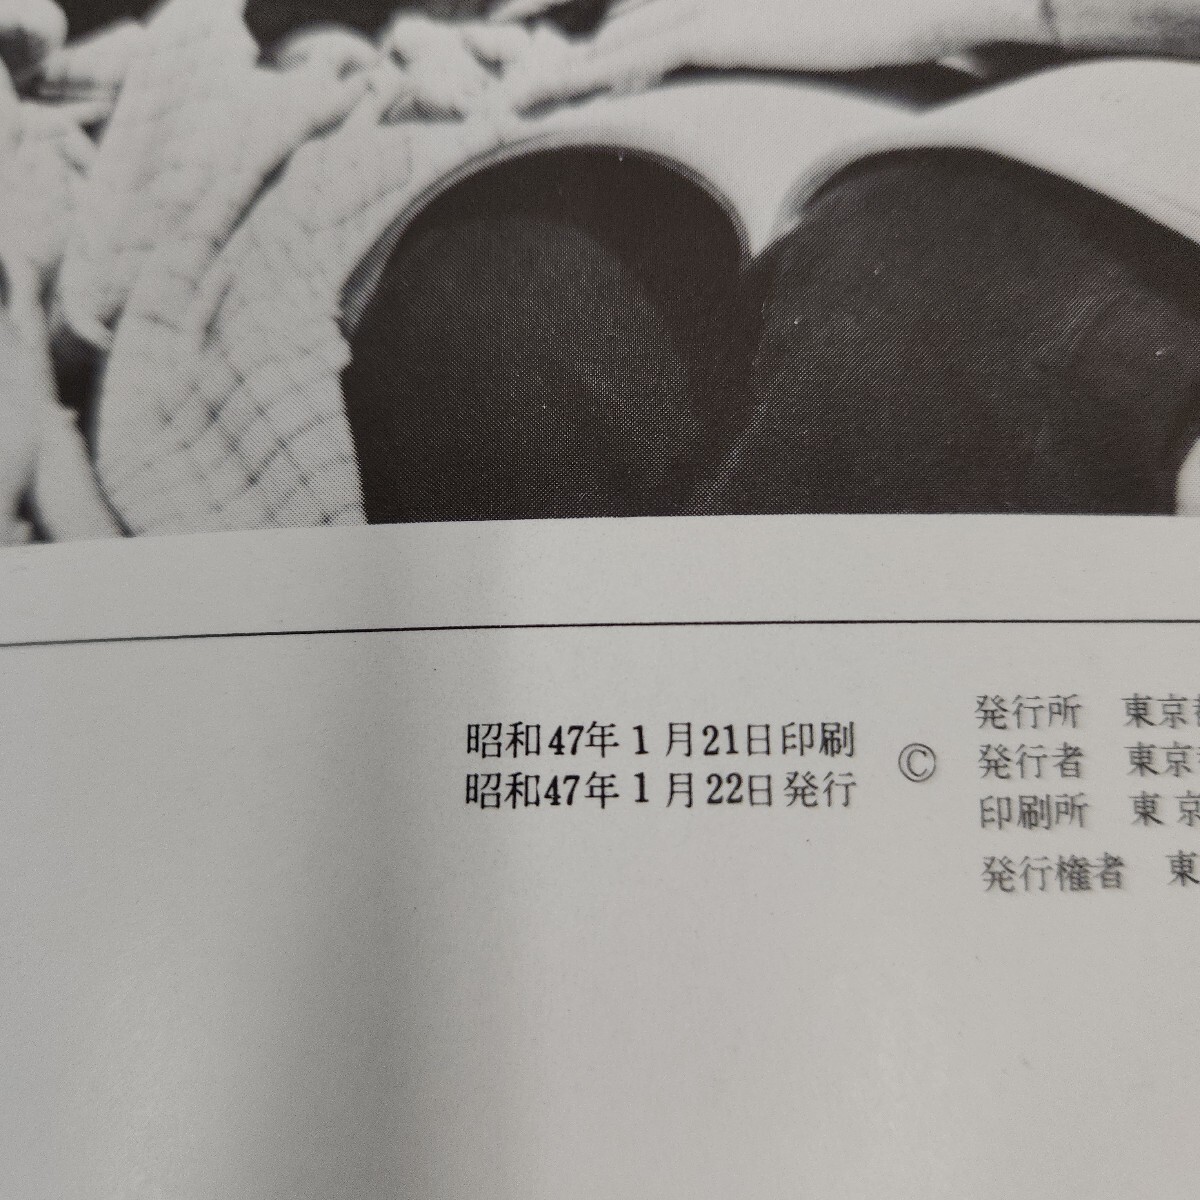 昭和47年1月21日印刷
昭和47年1月22日発行
©
発行所 東京都
発行者 東京
印刷所 東京
発行権者 東